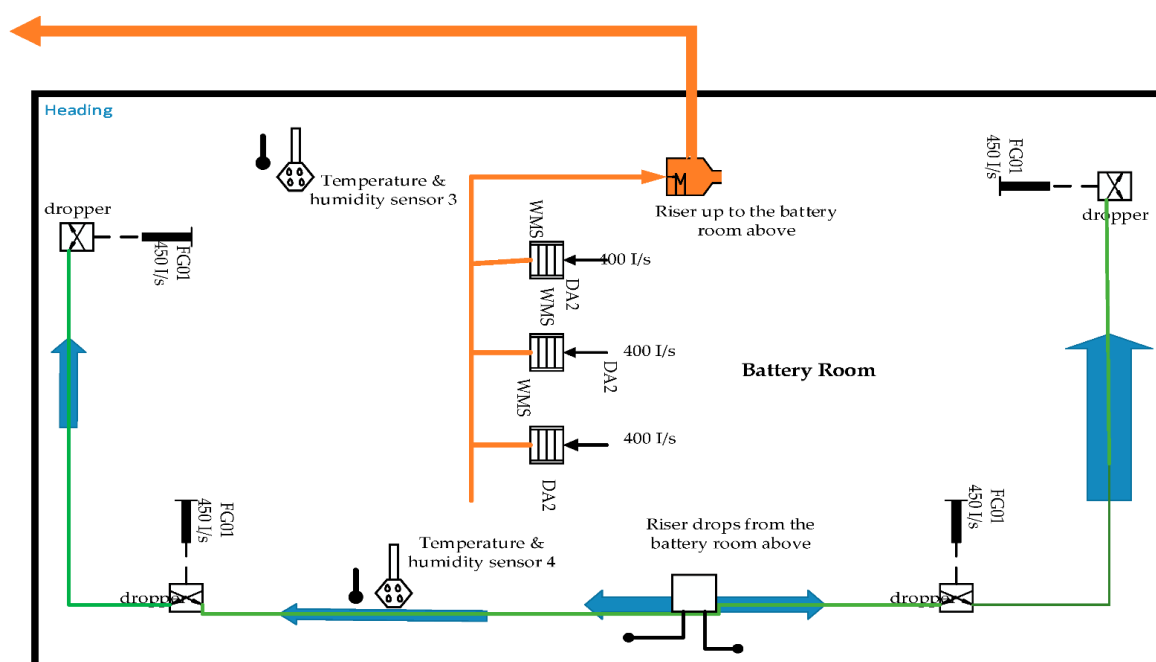 Heading
FG01
450 I/s
Temperature &
humidity sensor 3
Riser up to the battery
room above
dropper
dropper
WMS
FG01
450 I/s
400 I/s
DA2
WMS
400 I/s
DA2
Battery Room
WMS
400 I/s
DA2
FG01
450 I/s
FG01
450 I/s
Riser drops from the
battery room above
Temperature &
humidity sensor 4
dropper
dropper
M